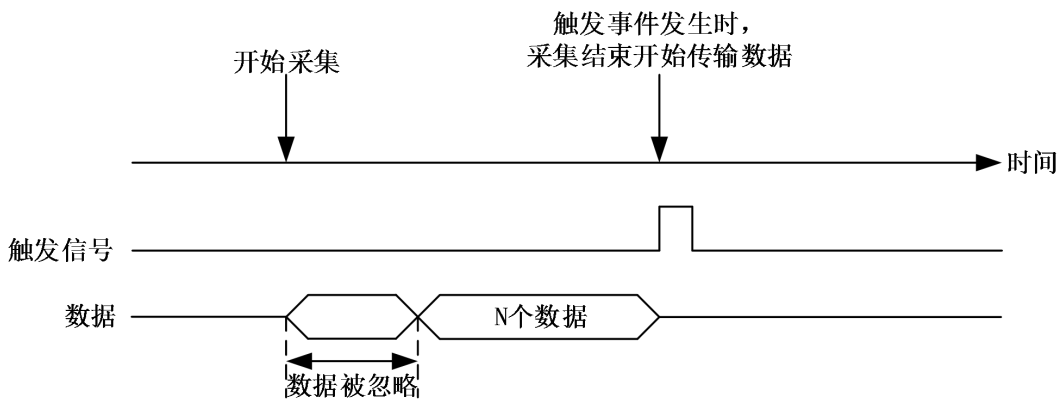 触发事件发生时，
开始采集
采集结束开始传输数据
时间
触发信号
数据
N个数据
数据被忽略